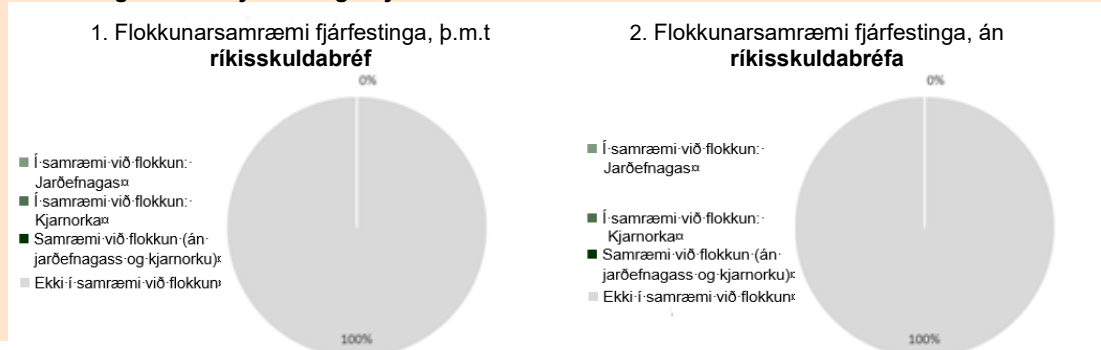 1. Flokkunarsamræmi fjárfestinga, þ.m.t
ríkisskuldabréf
0%
Í·samræmi·við·flokkun:·
Jarðefnagas¤
Í·samræmi·við·flokkun:·
Kjarnorka¤
Samræmi·við·flokkun·(án·
jarðefnagass·og·kjarnorku)¤
Ekki·í·samræmi·við·flokkun¤
100%
2. Flokkunarsamræmi fjárfestinga, án
ríkisskuldabréfa
0%
Í·samræmi·við·flokkun:·
Jarðefnagas¤
Í·samræmi·við·flokkun:·
Kjarnorka¤
Samræmi·við·flokkun·(án·
jarðefnagass·og·kjarnorku)¤
Ekki·í·samræmi·við·flokkun¤
100%